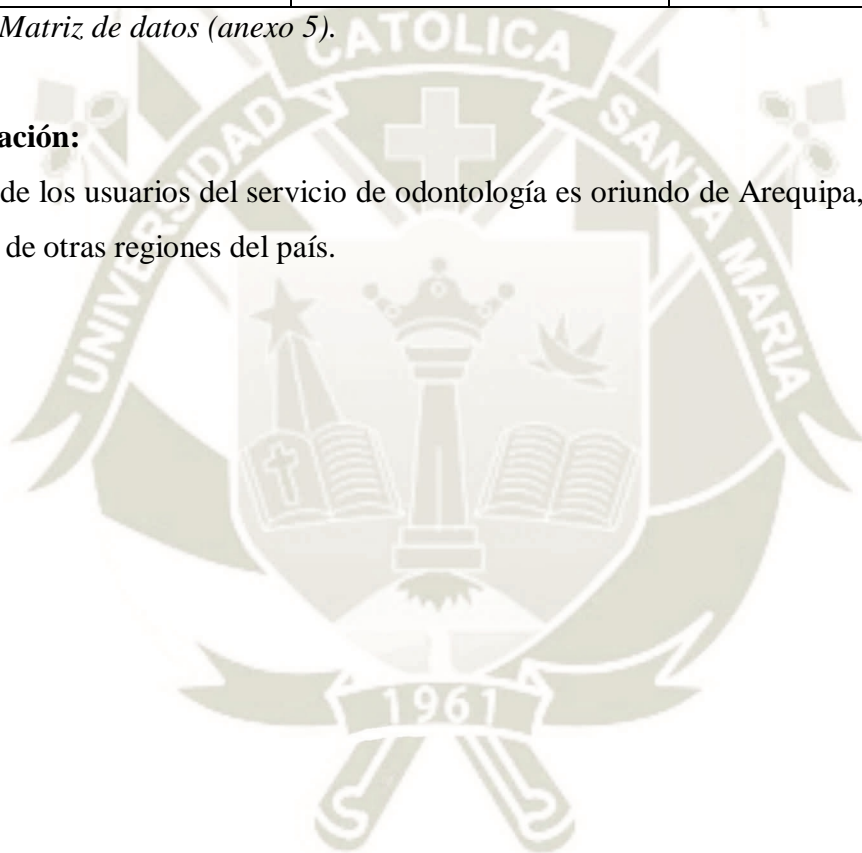 Matriz de datos (anexo 5).
ación:
de los usuarios del servicio de odontología es oriundo de Arequipa,
de otras regiones del país.
UNIVERSIDAD CATOLICA SANTA MARIA
1961